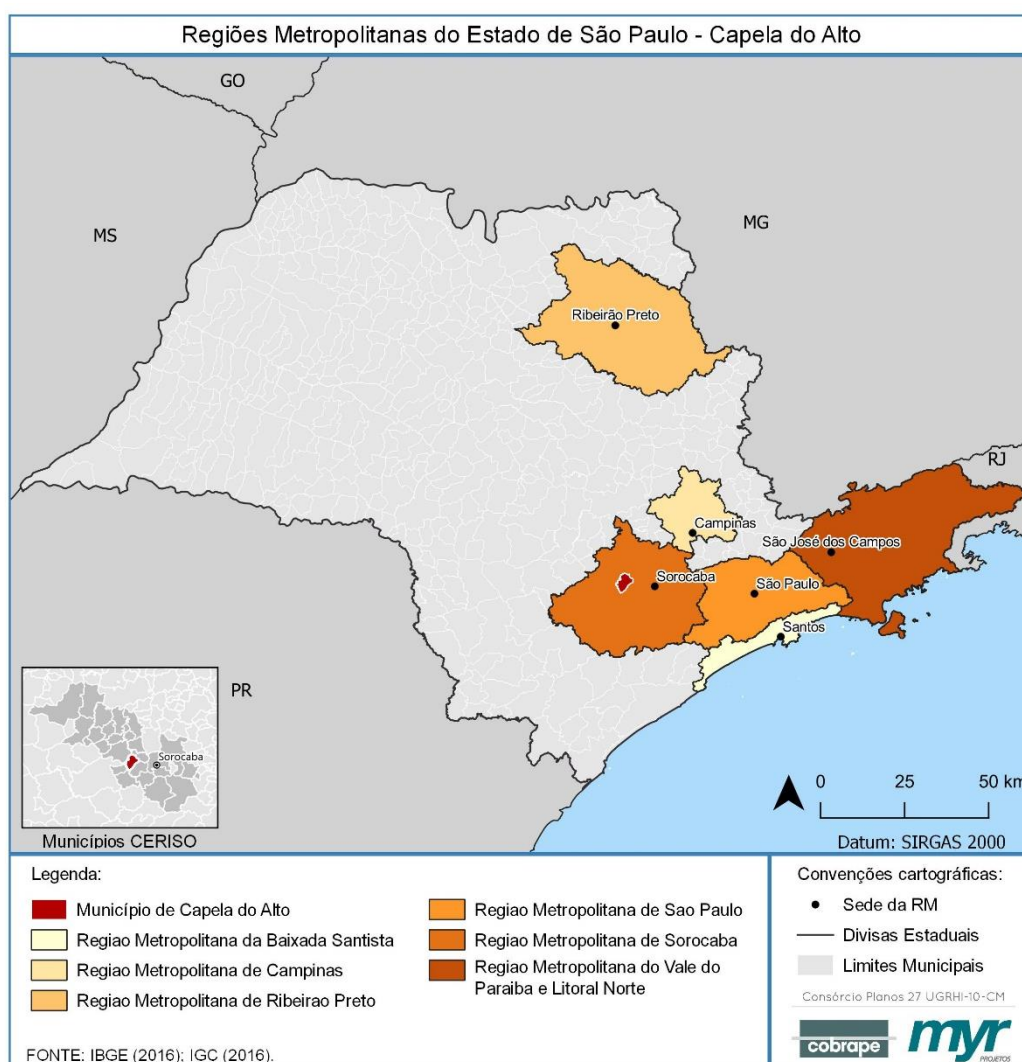 Regiões Metropolitanas do Estado de São Paulo - Capela do Alto
GO
MS
MG
Ribeirão Preto
RJ
Campinas
São José dos Campos
Sorocaba
São Paulo
Santos
PR
Sorocaba
Municípios CERISO
0 25 50 km
Datum: SIRGAS 2000
Legenda:
Município de Capela do Alto
Regiao Metropolitana da Baixada Santista
Regiao Metropolitana de Campinas
Regiao Metropolitana de Ribeirao Preto
Regiao Metropolitana de Sao Paulo
Regiao Metropolitana de Sorocaba
Regiao Metropolitana do Vale do
Paraiba e Litoral Norte
FONTE: IBGE (2016); IGC (2016).
Convenções cartográficas:
Sede da RM
Divisas Estaduais
Limites Municipais
Consórcio Planos 27 UGRHI-10-CM
cobrape
myr
PROJETOS